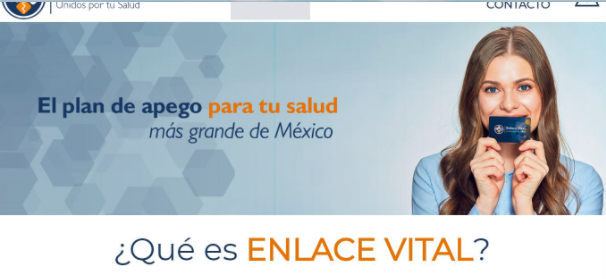 Unidos por tu Salud
CONTACTO
El plan de apego para tu salud
más grande de México
¿Qué es ENLACE VITAL?